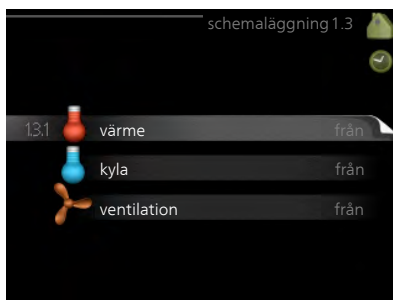 schemaläggning 1.3
1.3.1 värme från
kyla från
ventilation från